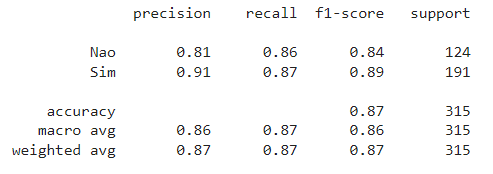 precision recall f1-score support
Nao 0.81 0.86 0.84 124
Sim 0.91 0.87 0.89 191
accuracy 0.87 315
macro avg 0.86 0.87 0.86 315
weighted avg 0.87 0.87 0.87 315